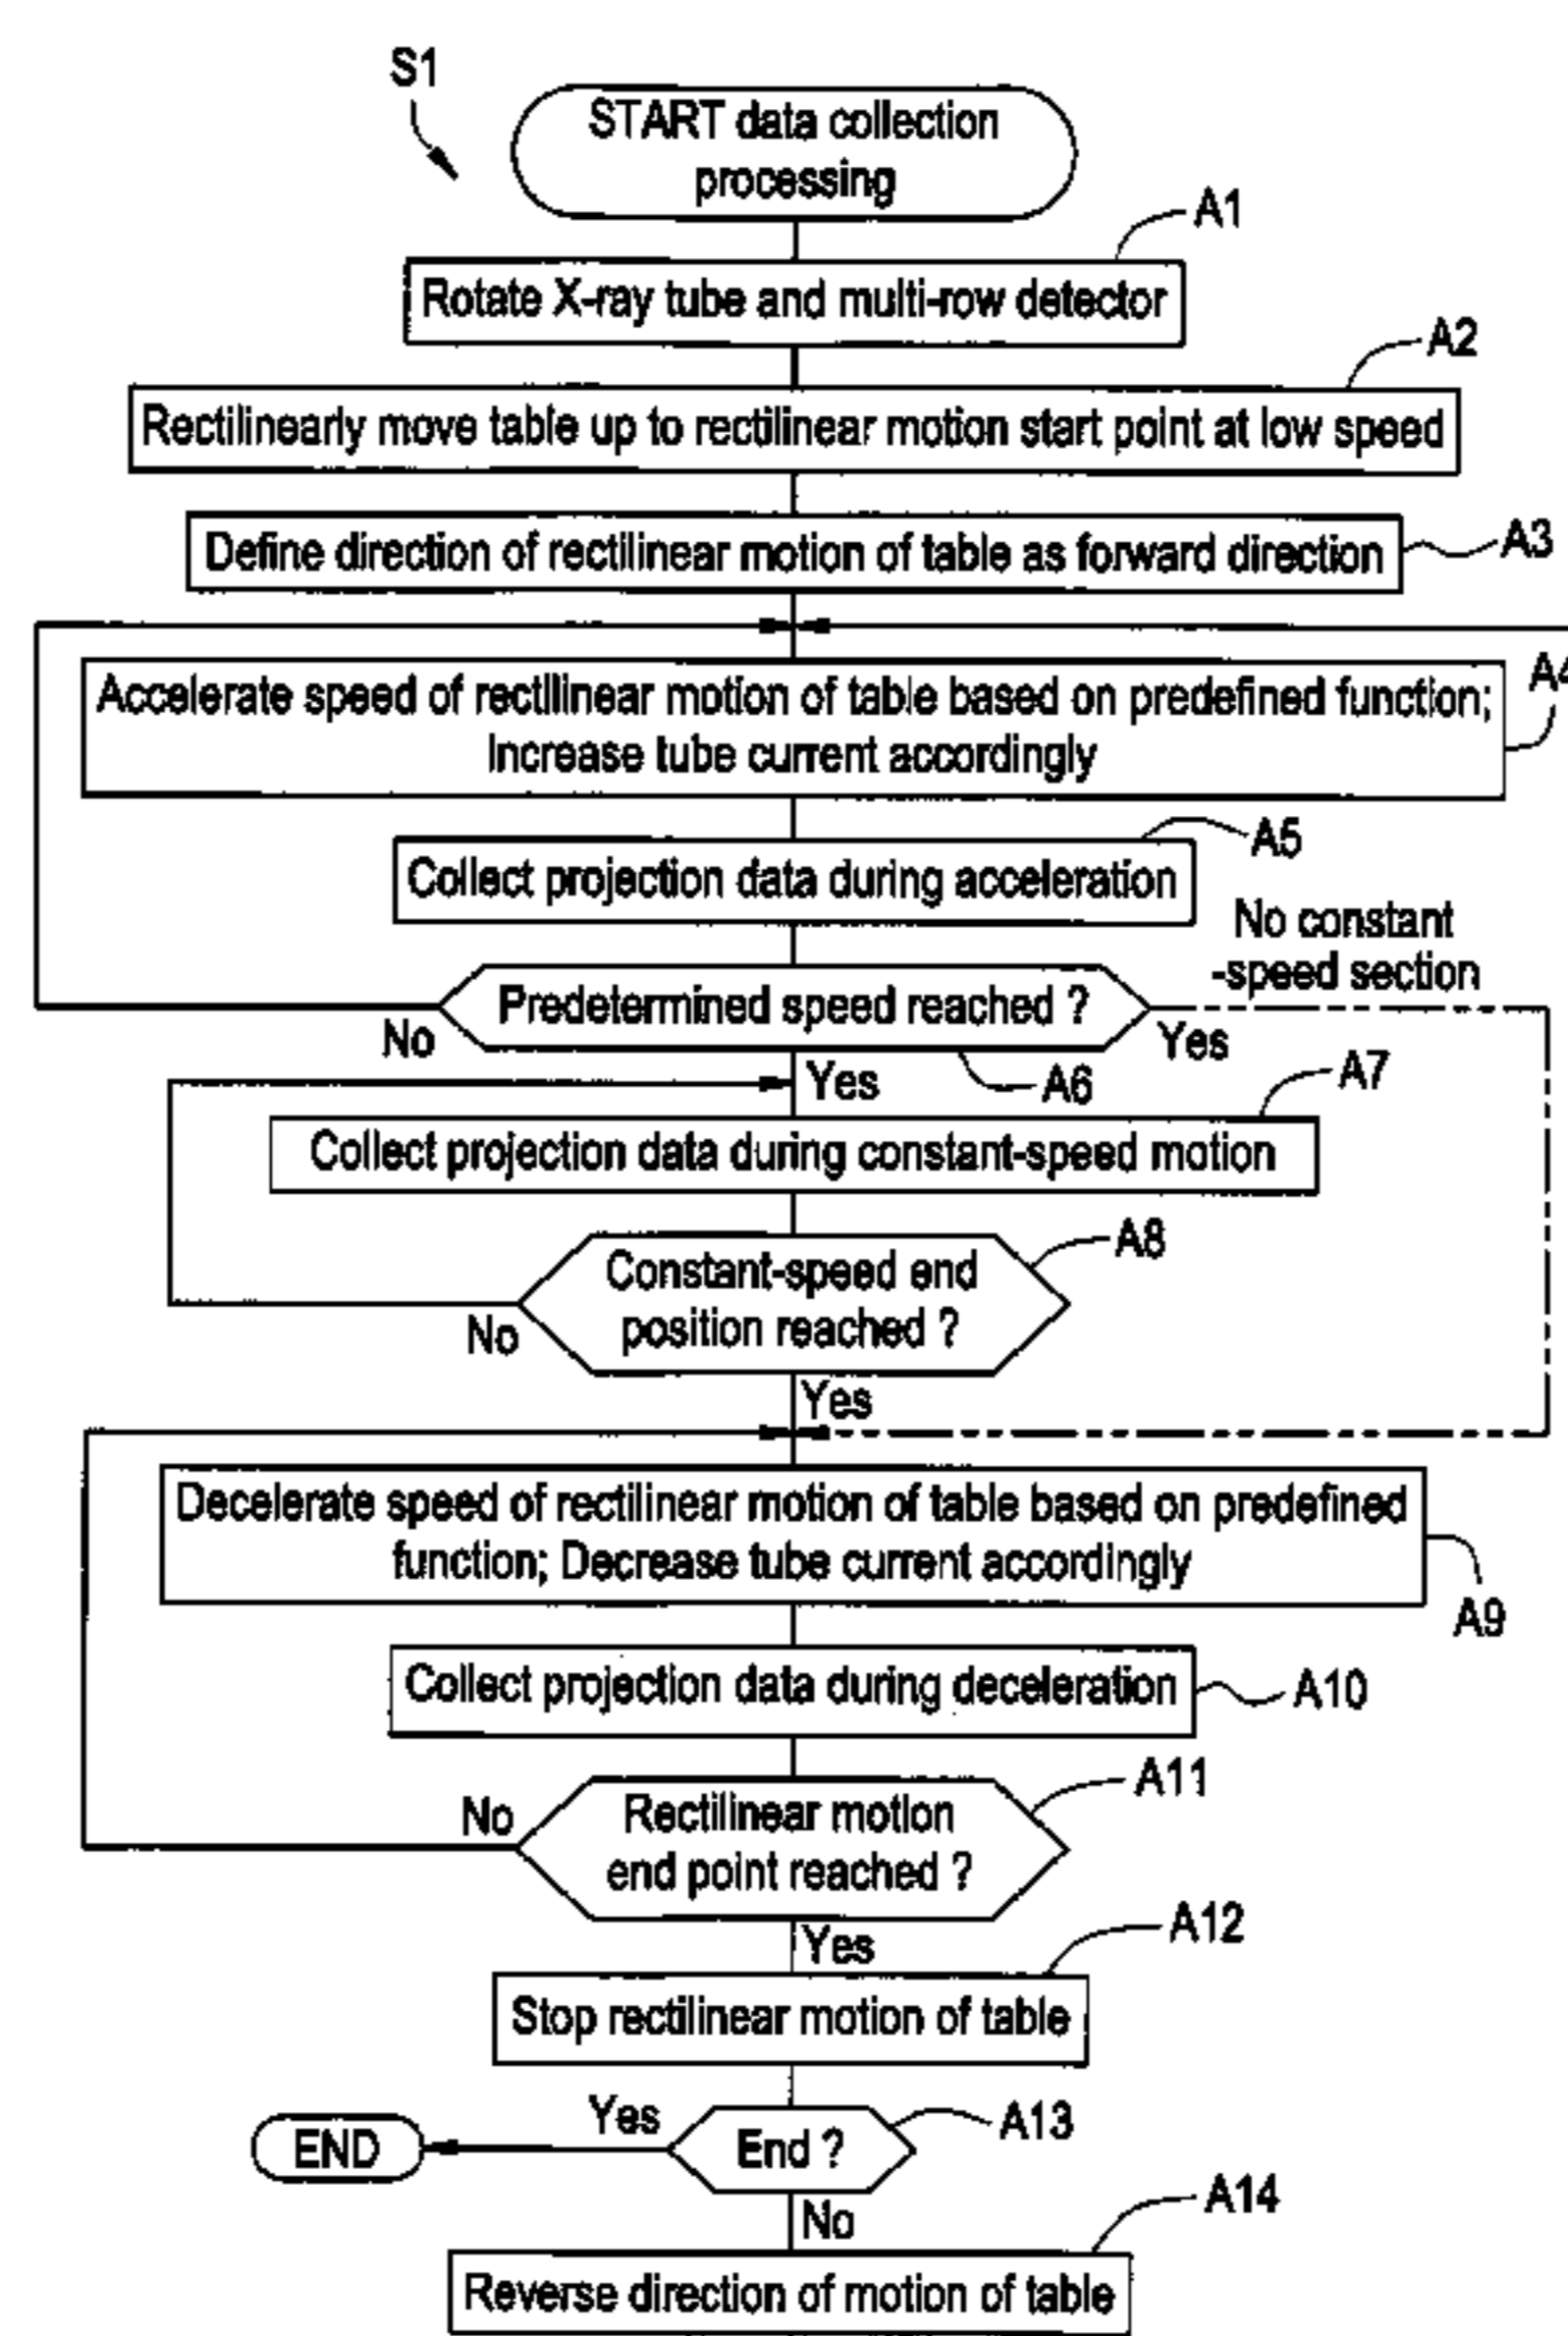 S1
START data collection
processing
A1
Rotate X-ray tube and multi-row detector
A2
Rectilinearly move table up to rectilinear motion start point at low speed
Define direction of rectilinear motion of table as forward direction
A3
A4
Accelerate speed of rectilinear motion of table based on predefined function;
Increase tube current accordingly
A5
Collect projection data during acceleration
No constant
-speed section
Predetermined speed reached ?
No
Yes
Yes
A6
A7
Collect projection data during constant-speed motion
A8
Constant-speed end
position reached ?
No
Yes
Decelerate speed of rectilinear motion of table based on predefined
function; Decrease tube current accordingly
A9
Collect projection data during deceleration
A10
A11
Rectilinear motion
end point reached ?
No
Yes
A12
Stop rectilinear motion of table
Yes
A13
END
End ?
No
A14
Reverse direction of motion of table